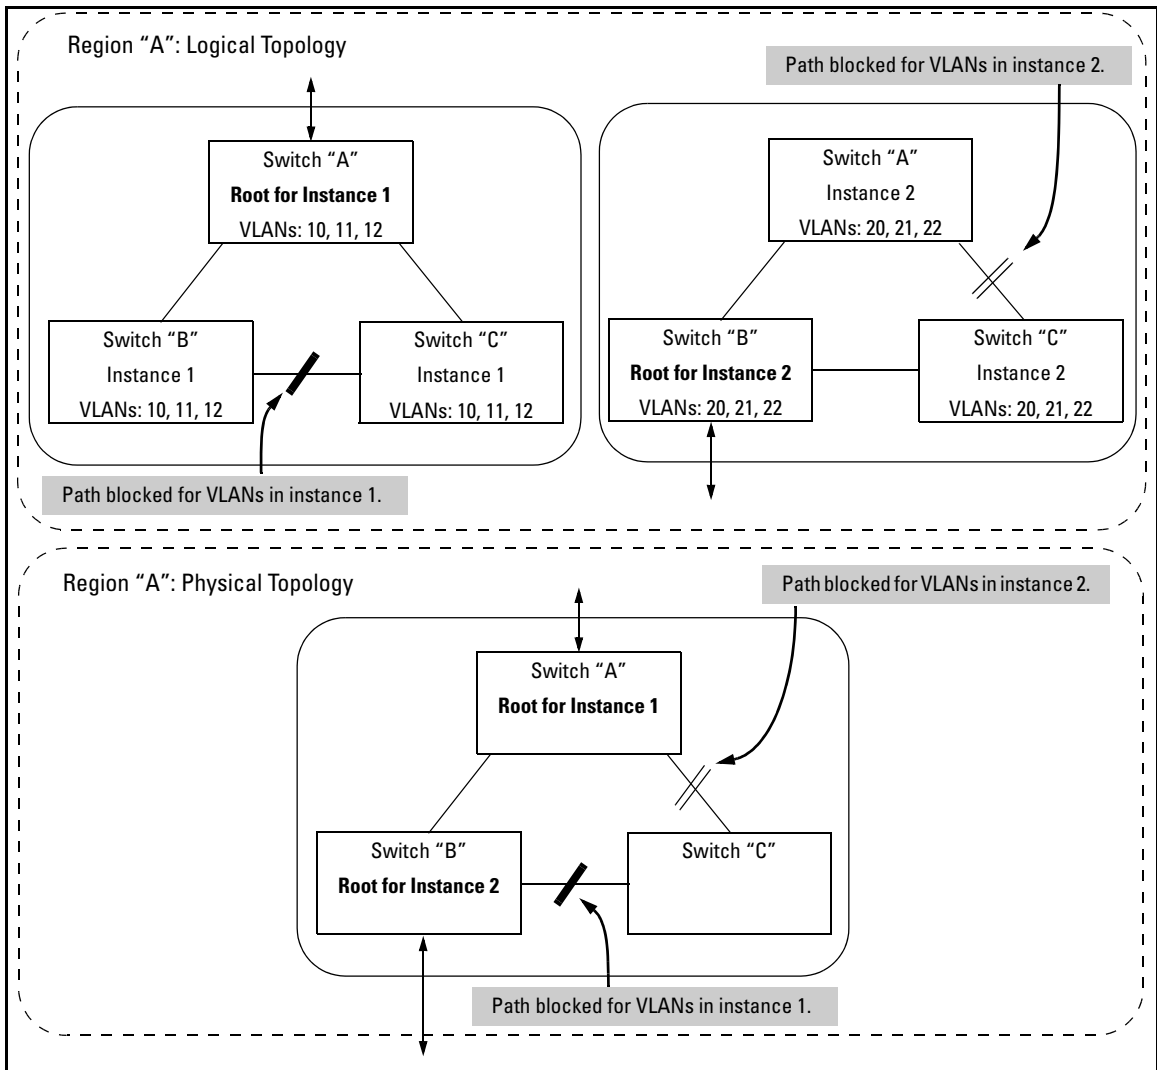 Region “A”: Logical Topology
Path blocked for VLANs in instance 2.
Switch “A”
Root for Instance 1
VLANs: 10, 11, 12
Switch “B”
Instance 1
VLANs: 10, 11, 12
Switch “C”
Instance 1
VLANs: 10, 11, 12
Path blocked for VLANs in instance 1.
Switch “A”
Instance 2
VLANs: 20, 21, 22
Switch “B”
Root for Instance 2
VLANs: 20, 21, 22
Switch “C”
Instance 2
VLANs: 20, 21, 22
Region “A”: Physical Topology
Path blocked for VLANs in instance 2.
Switch “A”
Root for Instance 1
Switch “B”
Root for Instance 2
Switch “C”
Path blocked for VLANs in instance 1.